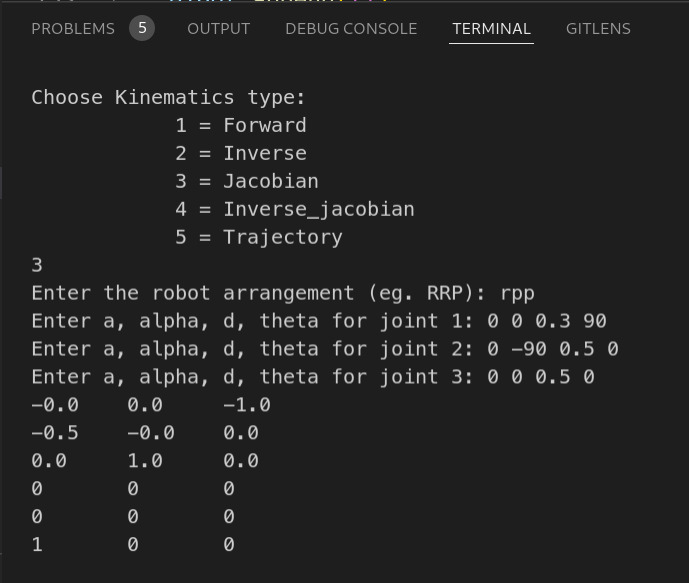 PROBLEMS 5 OUTPUT DEBUG CONSOLE TERMINAL GITLENS
Choose Kinematics type:
1 = Forward
2 = Inverse
3 = Jacobian
4 = Inverse_jacobian
5 = Trajectory
3
Enter the robot arrangement (eg. RRP): rpp
Enter a, alpha, d, theta for joint 1: 0 0 0.3 90
Enter a, alpha, d, theta for joint 2: 0 -90 0.5 0
Enter a, alpha, d, theta for joint 3: 0 0 0.5 0
-0.0 0.0 -1.0
-0.5 -0.0 0.0
0.0 1.0 0.0
0 0 0
0 0 0
1 0 0